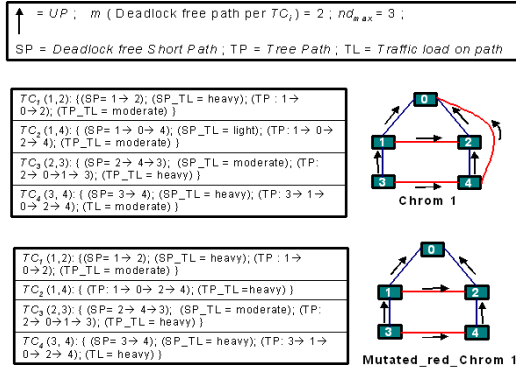 = UP ; m ( Deadlock free path per TCi ) = 2 ; nd_max = 3 ;
SP = Deadlock free Short Path ; TP = Tree Path ; TL = Traffic load on path
TC1 (1,2): {(SP= 1→ 2); (SP_TL = heavy); (TP : 1→
0→2); (TP_TL = moderate) }
TC2 (1,4): { (SP= 1→ 0→ 4); (SP_TL = light); (TP: 1→ 0→
2→ 4); (TP_TL = moderate) }
TC3 (2,3): { (SP= 2→ 4→3); (SP_TL = moderate); (TP:
2→ 0→1→ 3); (TP_TL = heavy) }
TC4 (3, 4): { (SP= 3→ 4); (SP_TL = heavy); (TP: 3→ 1→
0→ 2→ 4); (TL = moderate) }
0
1
2
3
4
Chrom 1
TC1 (1,2): {(SP= 1→ 2); (SP_TL = heavy); (TP :
1→ 0→2); (TP_TL = moderate) }
TC2 (1,4): { (TP: 1→ 0→ 2→ 4); (TP_TL =heavy) }
TC3 (2,3): { (SP= 2→ 4→3); (SP_TL = moderate); (TP:
2→ 0→1→ 3); (TP_TL = heavy) }
TC4 (3, 4): { (SP= 3→ 4); (SP_TL = heavy); (TP: 3→ 1→
0→ 2→ 4); (TL = heavy) }
0
1
2
3
4
Mutated_red_Chrom 1